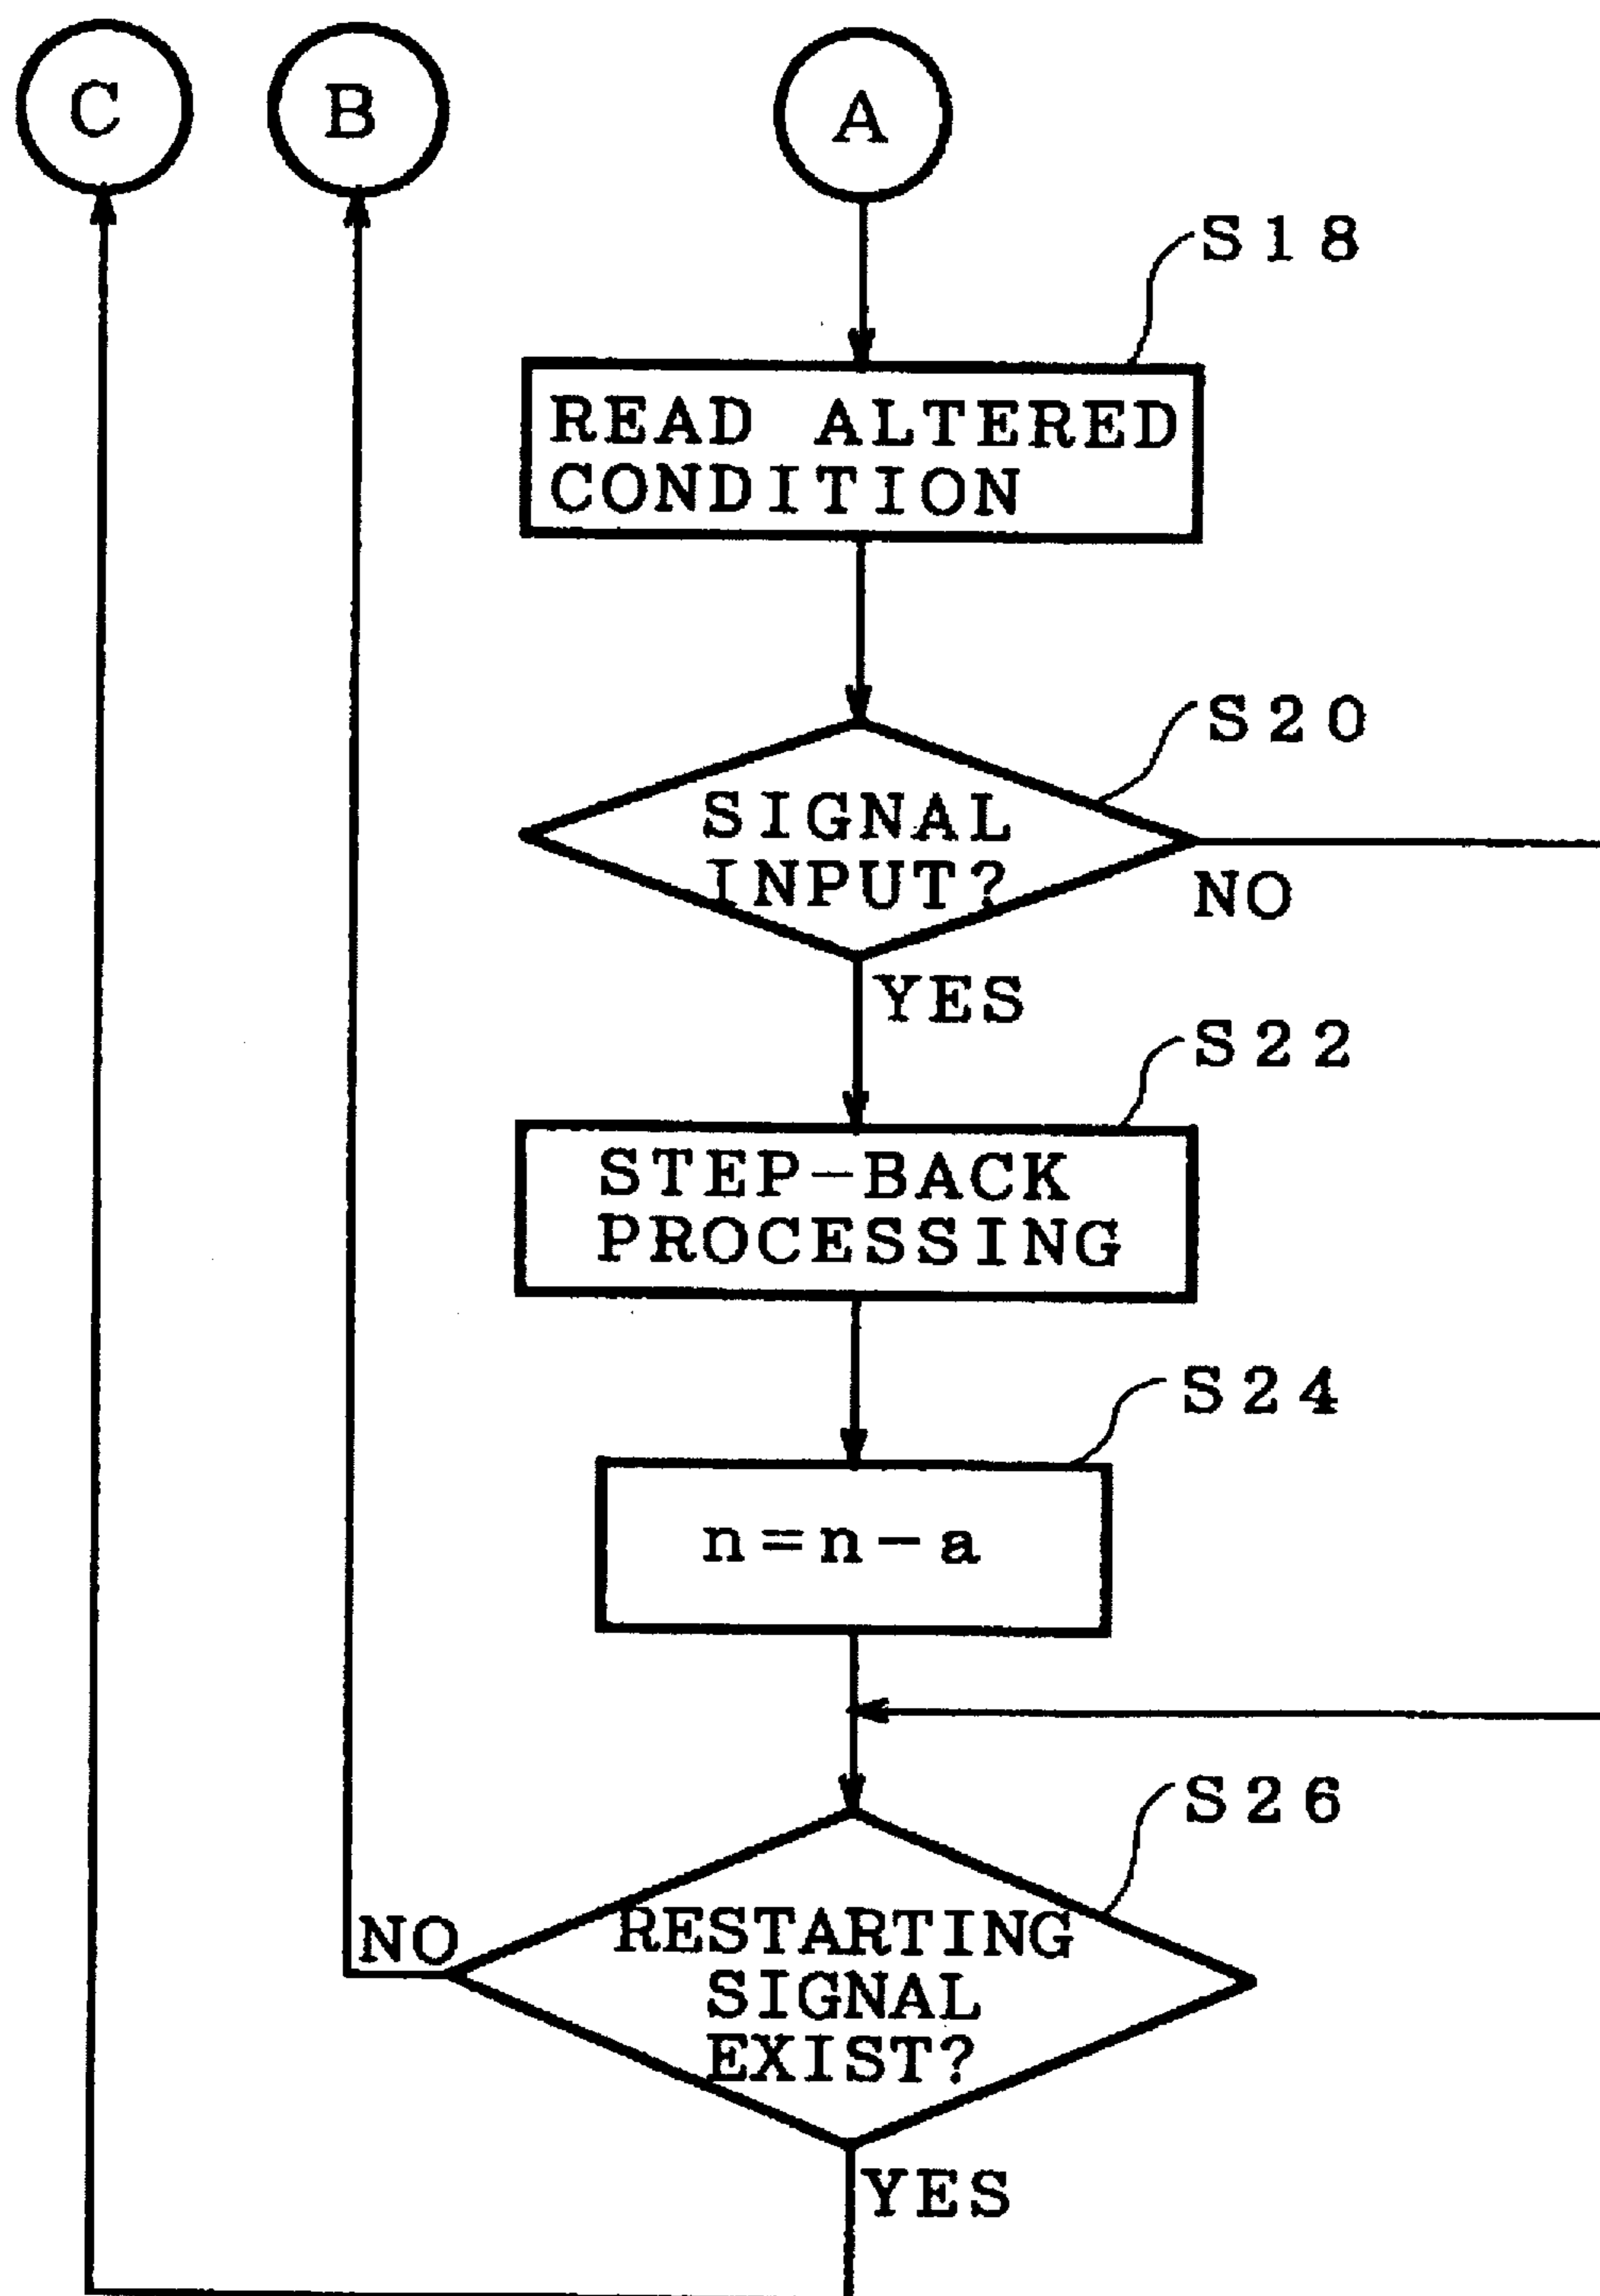 C
B
A
S18
READ ALTERED
CONDITION
S20
SIGNAL
INPUT?
NO
YES
S22
STEP-BACK
PROCESSING
S24
n=n-a
S26
NO
RESTARTING
SIGNAL
EXIST?
YES